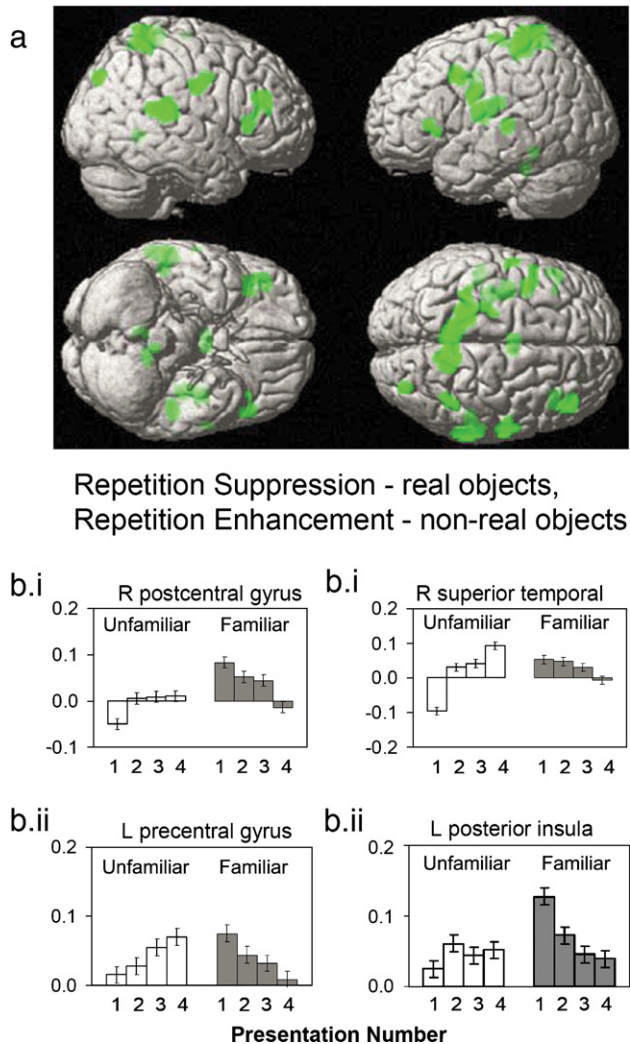 a
Repetition Suppression - real objects,
Repetition Enhancement - non-real objects
b.i
R postcentral gyrus
0.2
0.1
0.0
-0.1
Unfamiliar Familiar
1 2 3 4 1 2 3 4
b.i
R superior temporal
0.2
0.1
0.0
-0.1
-0.2
Unfamiliar Familiar
1 2 3 4 1 2 3 4
b.ii
L precentral gyrus
0.2
0.1
0.0
Unfamiliar Familiar
1 2 3 4 1 2 3 4
b.ii
L posterior insula
0.2
0.1
0.0
Unfamiliar Familiar
1 2 3 4 1 2 3 4
Presentation Number